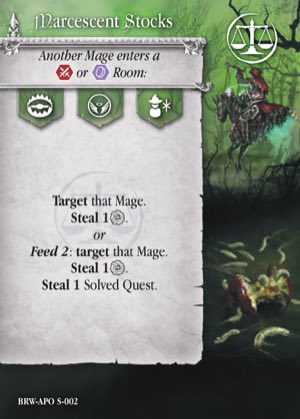 Marcescent Stocks
Another Mage enters a
or Room:
Target that Mage.
Steal 1.
or
Feed 2: target that Mage.
Steal 1.
Steal 1 Solved Quest.
BRW-APO S-002